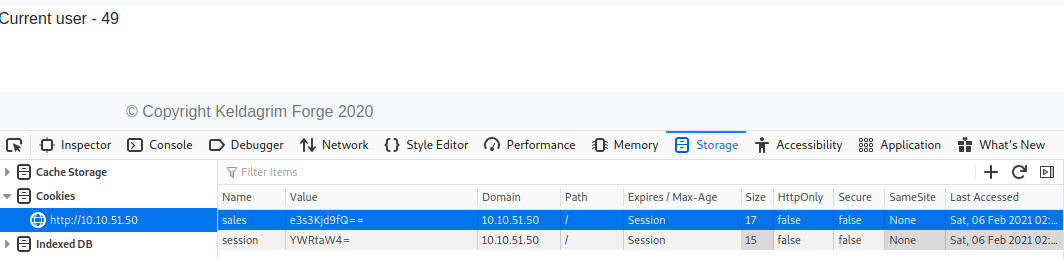 Current user - 49
© Copyright Keldagrim Forge 2020
Inspector Console Debugger Network Style Editor Performance Memory Storage Accessibility Application What's New
Cache Storage
Filter Items
Cookies
Name Value Domain Path Expires / Max-Age Size HttpOnly Secure SameSite Last Accessed
http://10.10.51.50
sales e3s3Kjd9fQ== 10.10.51.50 / Session 17 false false None Sat, 06 Feb 2021 02:…
Indexed DB
session YWRtaW4= 10.10.51.50 / Session 15 false false None Sat, 06 Feb 2021 02:…